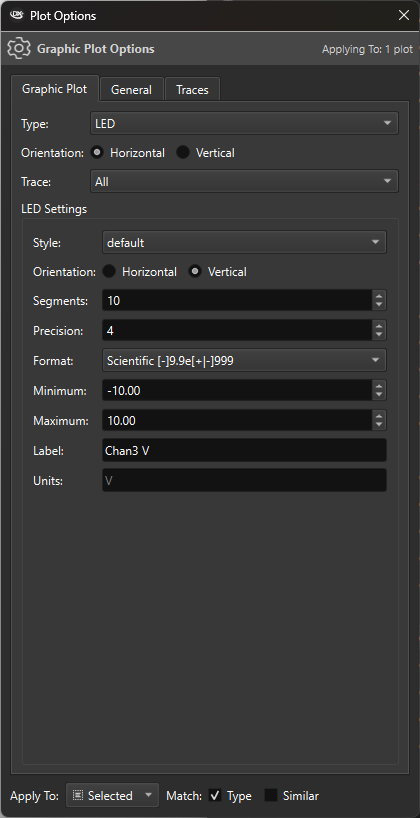 Plot Options
Graphic Plot Options Applying To: 1 plot
Graphic Plot General Traces
Type: LED
Orientation: Horizontal Vertical
Trace: All
LED Settings
Style: default
Orientation: Horizontal Vertical
Segments: 10
Precision: 4
Format: Scientific [-]9.9e[+|-]999
Minimum: -10.00
Maximum: 10.00
Label: Chan3 V
Units: V
Apply To: Selected Match: Type Similar